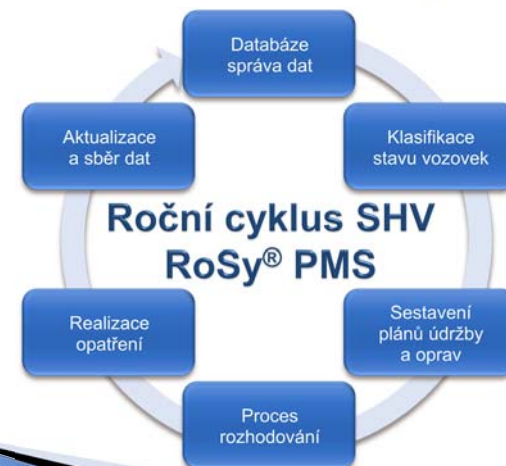 Databáze
správa dat
Klasifikace
stavu vozovek
Sestavení
plánů údržby
a oprav
Proces
rozhodování
Realizace
opatření
Aktualizace
a sběr dat
Roční cyklus SHV
RoSy® PMS